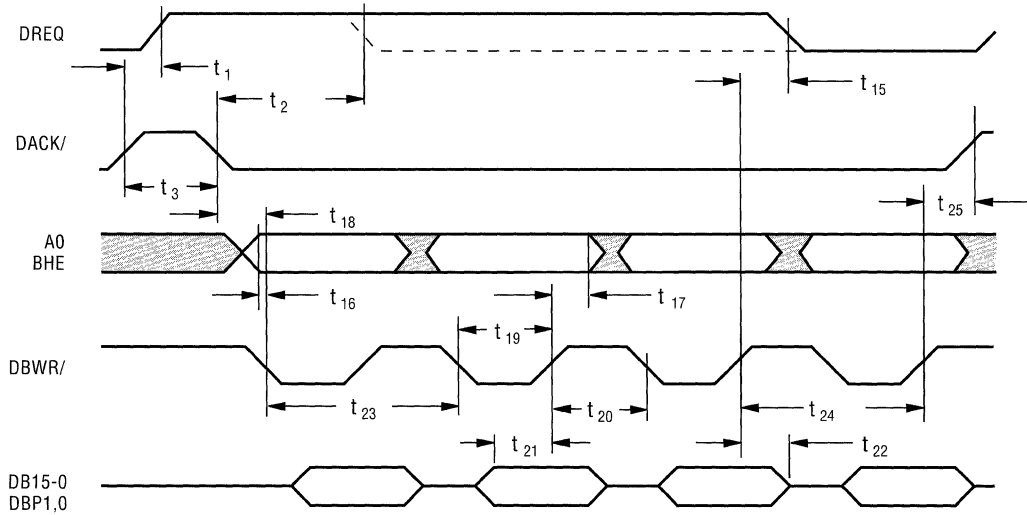 DREQ
t1
t15
t2
DACK/
t3
t25
t18
A0
BHE
t16
t17
t19
DBWR/
t23
t20
t24
t21
t22
DB15-0
DBP1,0